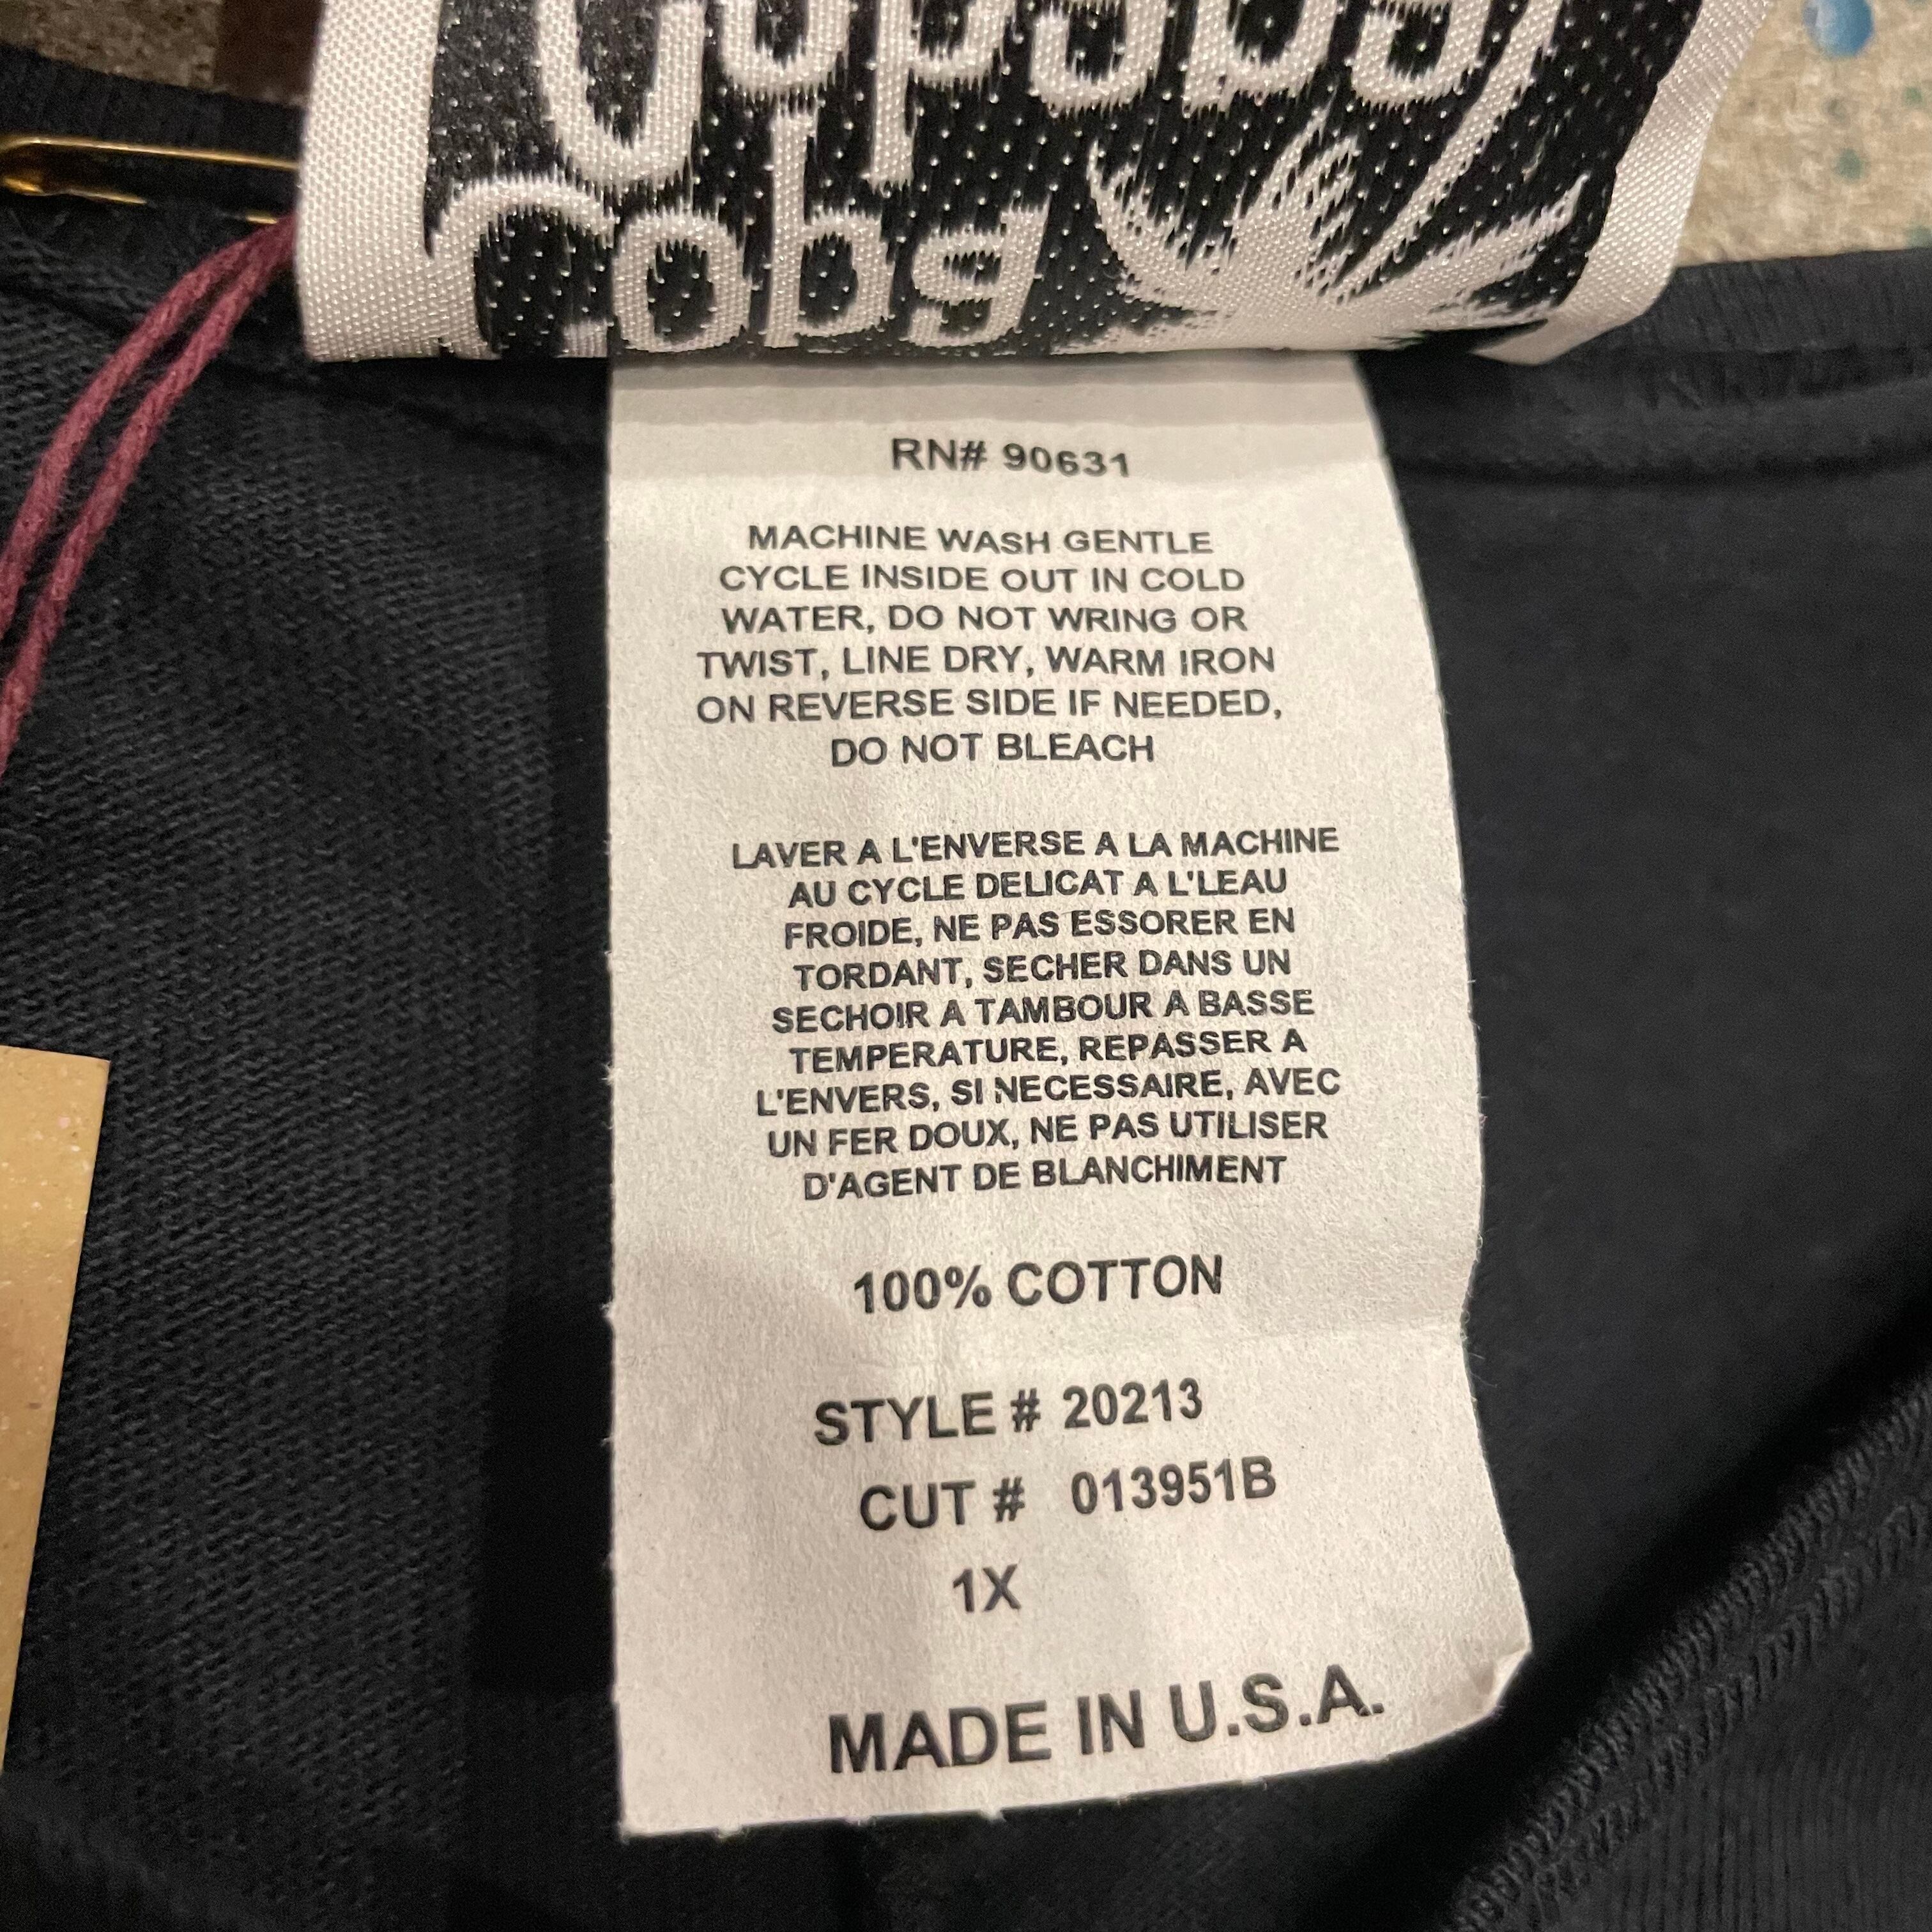 Cupshy
Coba
RN# 90631
MACHINE WASH GENTLE
CYCLE INSIDE OUT IN COLD
WATER, DO NOT WRING OR
TWIST, LINE DRY, WARM IRON
ON REVERSE SIDE IF NEEDED,
DO NOT BLEACH
LAVER A L'ENVERSE A LA MACHINE
AU CYCLE DELICAT A L'LEAU
FROIDE, NE PAS ESSORER EN
TORDANT, SECHER DANS UN
SECHOIR A TAMBOUR A BASSE
TEMPERATURE, REPASSER A
L'ENVERS, SI NECESSAIRE, AVEC
UN FER DOUX, NE PAS UTILISER
D'AGENT DE BLANCHIMENT
100% COTTON
STYLE # 20213
CUT # 013951B
1X
MADE IN U.S.A.